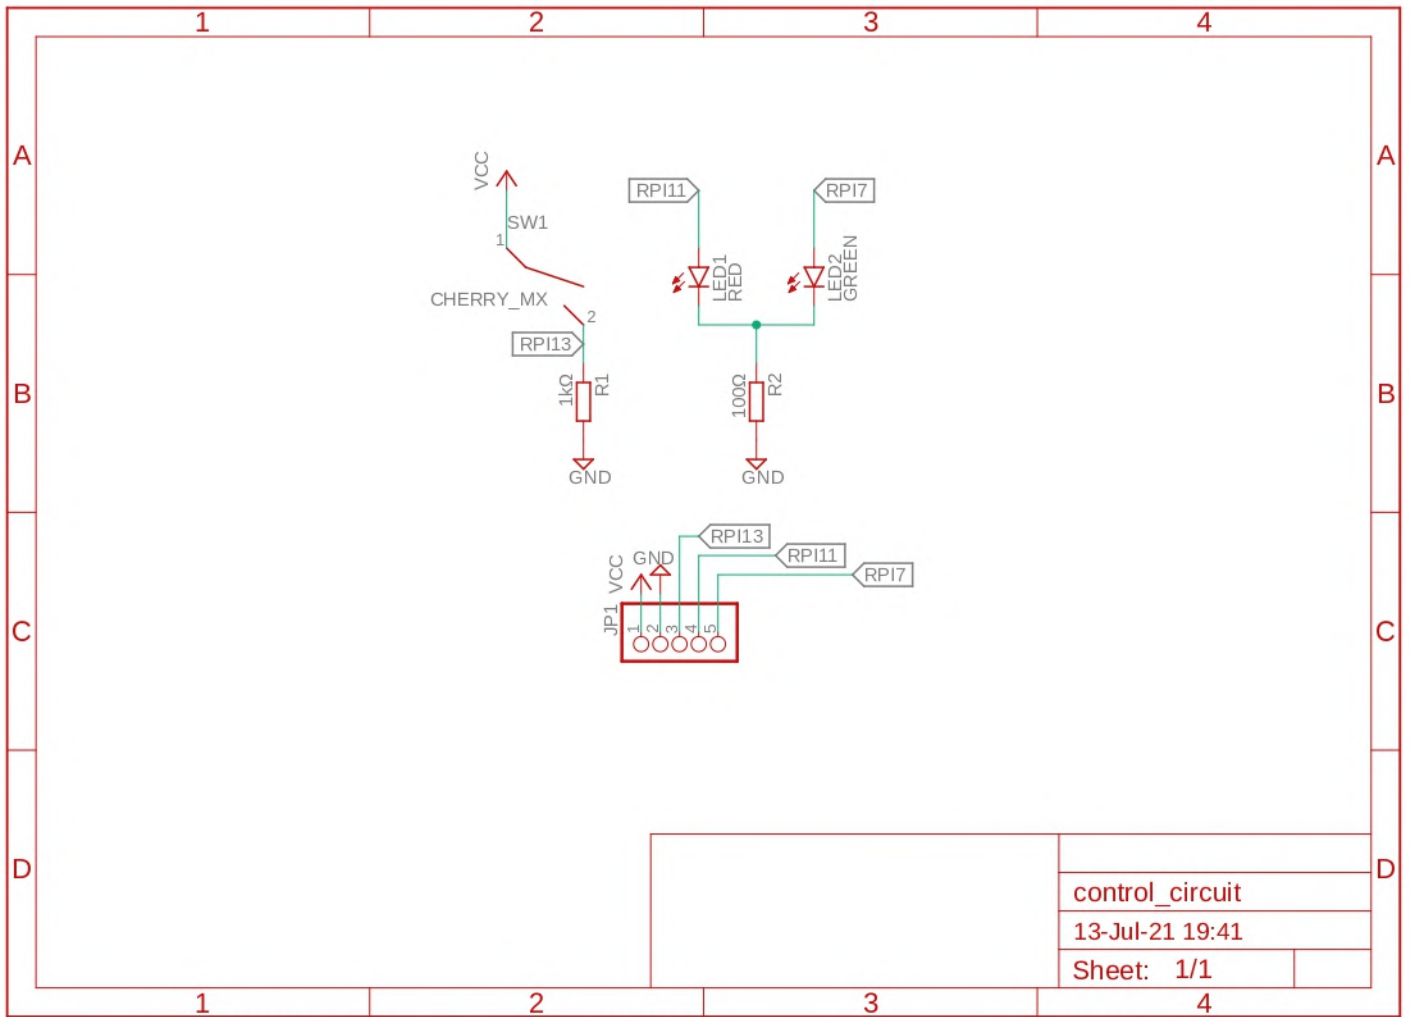 1 2 3 4
A A
VCC
RPI11 RPI7
SW1
1
LED1
RED
LED2
GREEN
CHERRY_MX
2
RPI13
B B
1kΩ
R1
100Ω
R2
GND GND
RPI13
VCC
GND
RPI11
RPI7
JP1
1 2 3 4 5
C C
D D
control_circuit
13-Jul-21 19:41
Sheet: 1/1
1 2 3 4